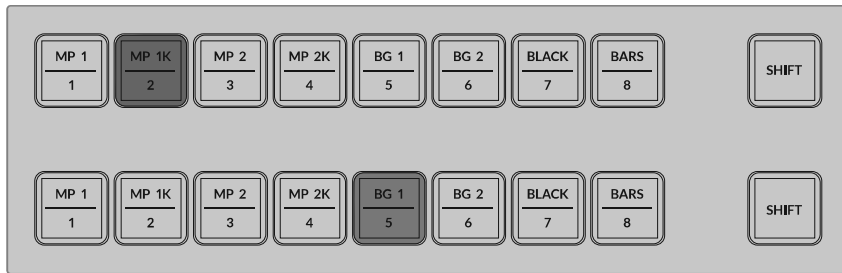 MP 1 MP 1K MP 2 MP 2K BG 1 BG 2 BLACK BARS
SHIFT
1 2 3 4 5 6 7 8
MP 1 MP 1K MP 2 MP 2K BG 1 BG 2 BLACK BARS
SHIFT
1 2 3 4 5 6 7 8